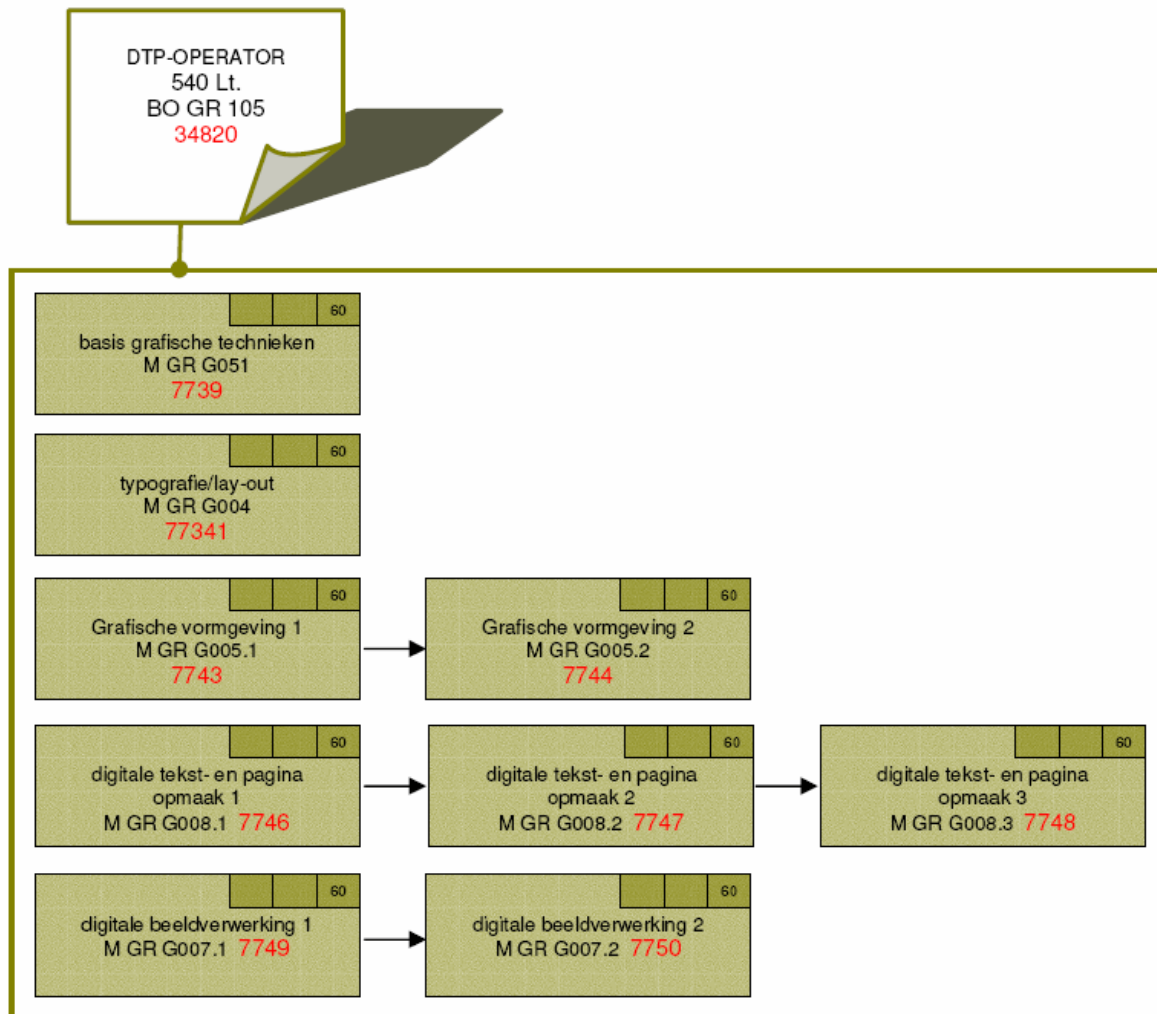 DTP-OPERATOR
540 Lt.
BO GR 105
34820
60
basis grafische technieken
M GR G051
7739
60
typografie/lay-out
M GR G004
77341
60
Grafische vormgeving 1
M GR G005.1
7743
60
Grafische vormgeving 2
M GR G005.2
7744
60
digitale tekst- en pagina
opmaak 1
M GR G008.1 7746
60
digitale tekst- en pagina
opmaak 2
M GR G008.2 7747
60
digitale tekst- en pagina
opmaak 3
M GR G008.3 7748
60
digitale beeldverwerking 1
M GR G007.1 7749
60
digitale beeldverwerking 2
M GR G007.2 7750